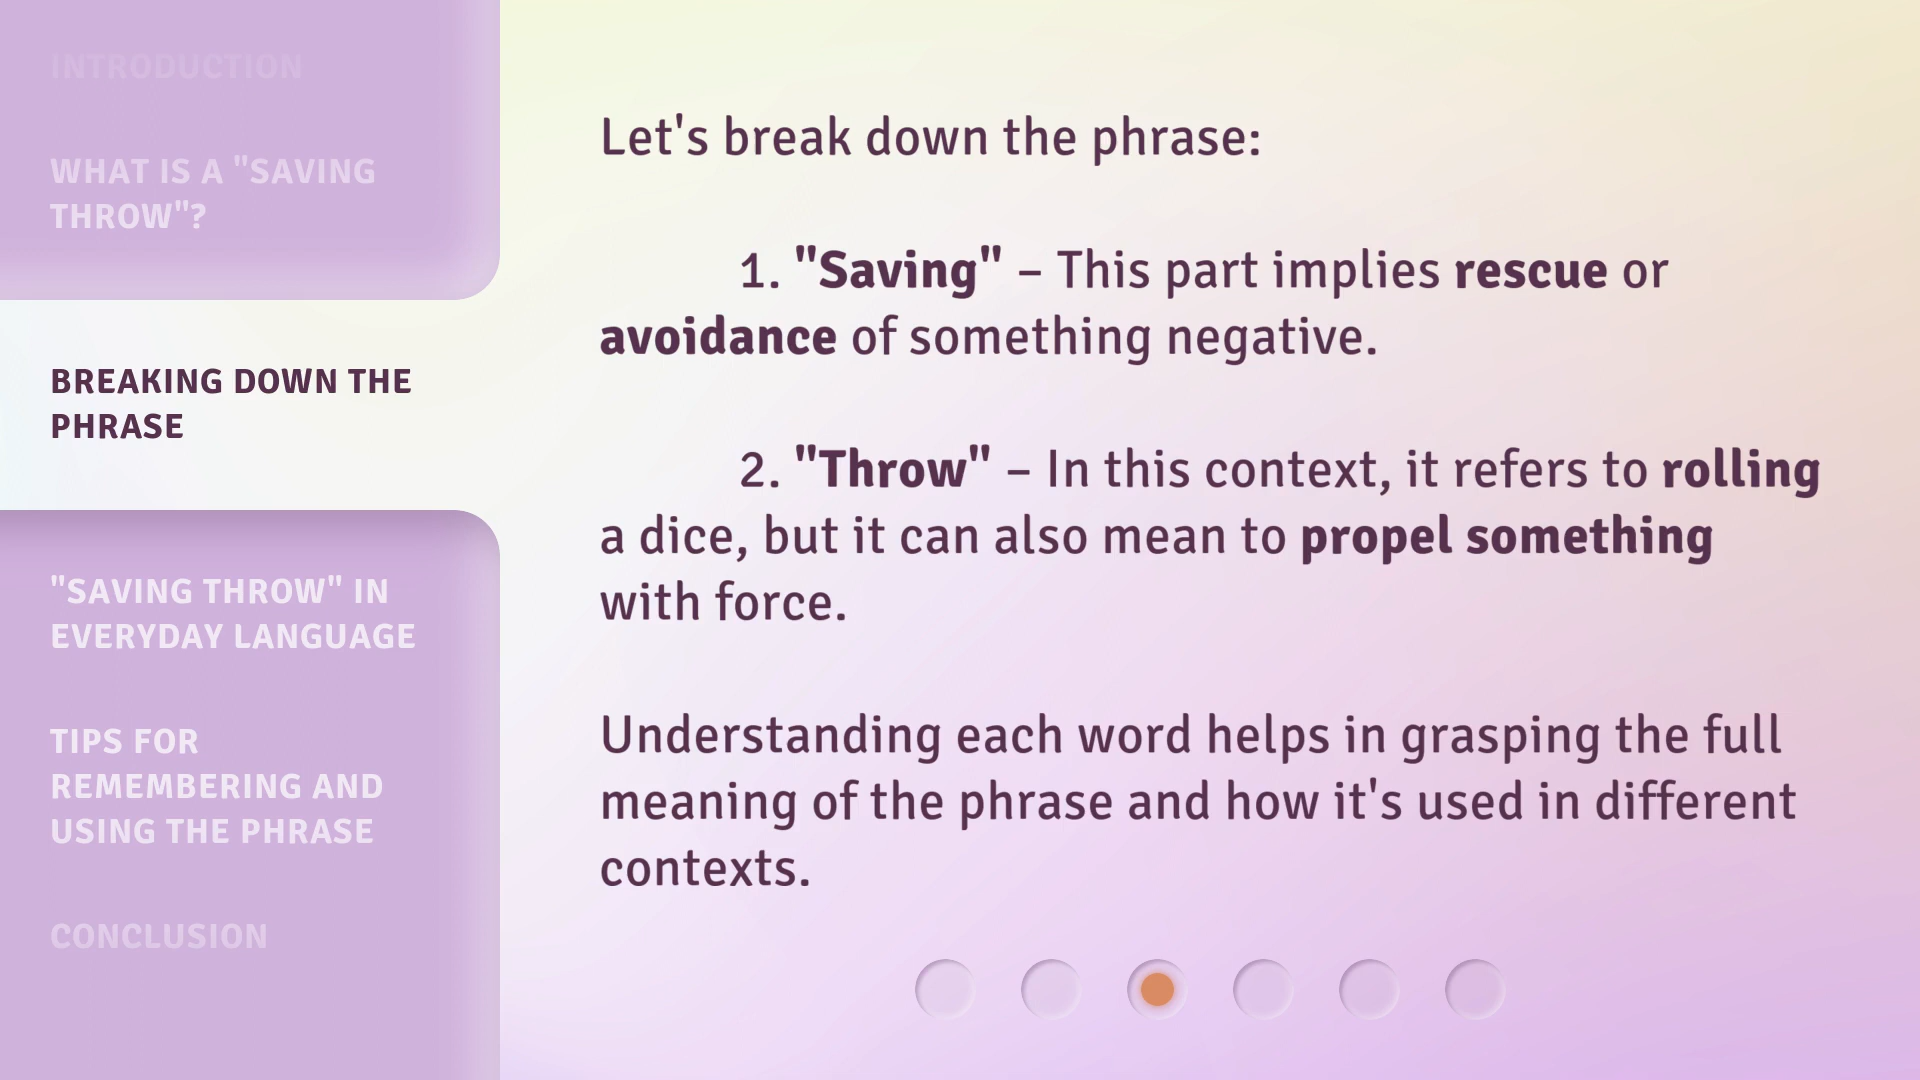 INTRODUCTION
WHAT IS A "SAVING
THROW"?
BREAKING DOWN THE
PHRASE
"SAVING THROW" IN
EVERYDAY LANGUAGE
TIPS FOR
REMEMBERING AND
USING THE PHRASE
CONCLUSION
Let's break down the phrase:
1. "Saving" – This part implies rescue or
avoidance of something negative.
2. "Throw" – In this context, it refers to rolling
a dice, but it can also mean to propel something
with force.
Understanding each word helps in grasping the full
meaning of the phrase and how it's used in different
contexts.